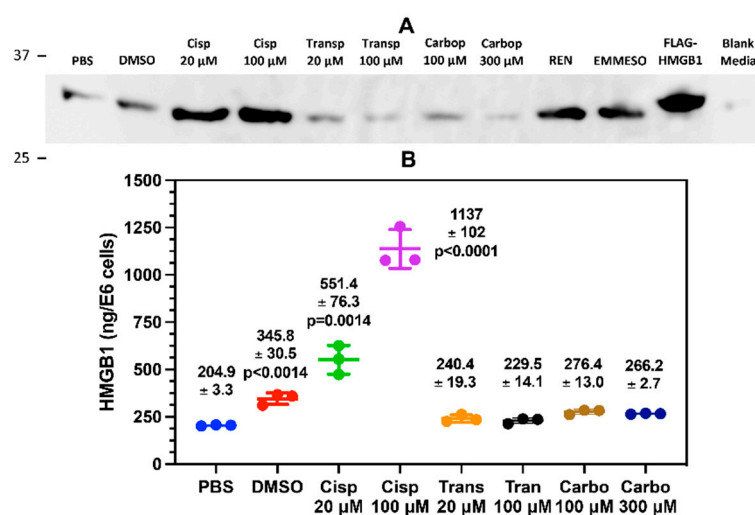 A
37 –
PBS DMSO Cisp 20 µM Cisp 100 µM Transp 20 µM Transp 100 µM Carbop 100 µM Carbop 300 µM REN EMMESO FLAG-HMGB1 Blank Media
25 –
B
HMGB1 (ng/E6 cells)
1500
1250
1000
750
500
250
0
204.9
± 3.3
345.8
± 30.5
p<0.0014
551.4
± 76.3
p=0.0014
1137
± 102
p<0.0001
240.4
± 19.3
229.5
± 14.1
276.4
± 13.0
266.2
± 2.7
PBS DMSO Cisp Cisp Trans Tran Carbo Carbo
20 µM 100 µM 20 µM 100 µM 100 µM 300 µM